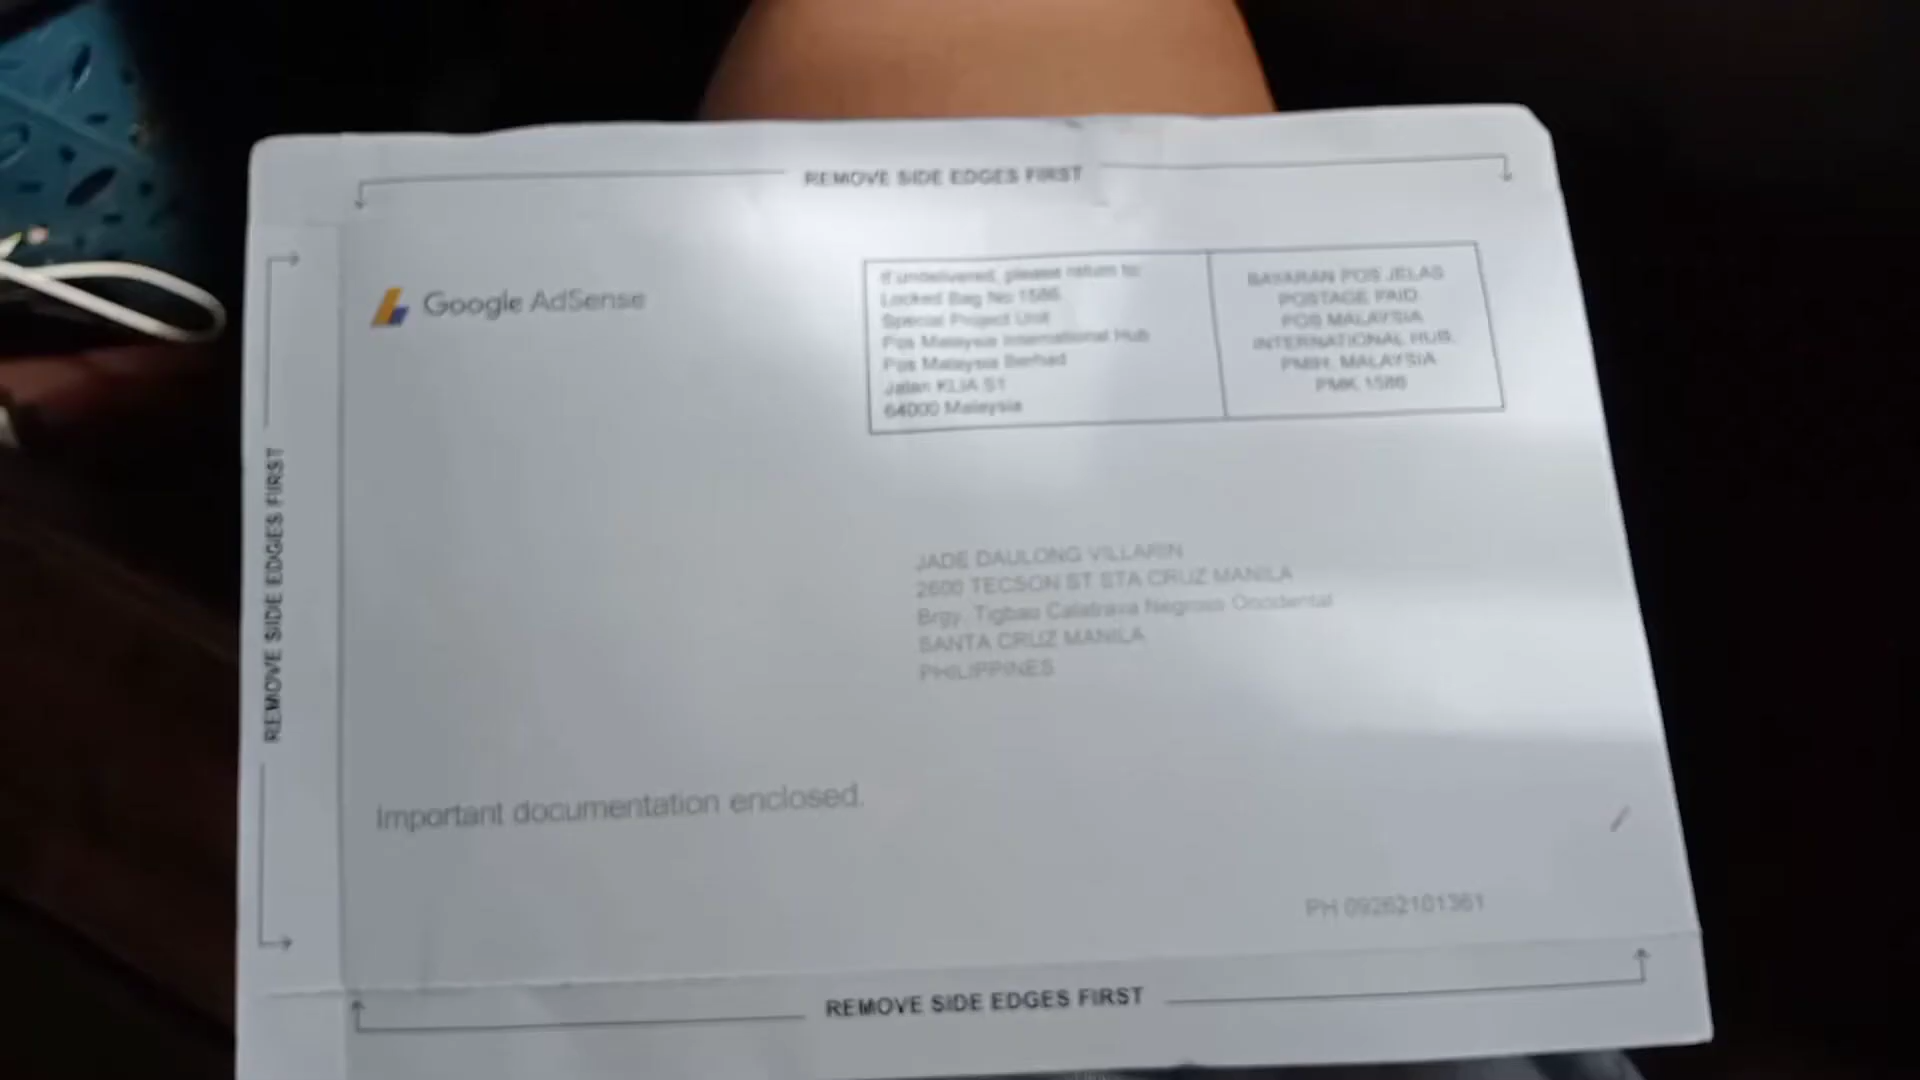 REMOVE SIDE EDGES FIRST
Google AdSense
If undelivered, please return to:
Locked Bag No 1586
Special Project Unit
Pos Malaysia International Hub
Pos Malaysia Berhad
Jalan KLIA S1
64000 Malaysia
BAYARAN POS JELAS
POSTAGE PAID
POS MALAYSIA
INTERNATIONAL HUB
PMIH, MALAYSIA
PMK 1586
REMOVE SIDE EDGES FIRST
JADE DAULONG VILLARIN
2600 TECSON ST STA CRUZ MANILA
Brgy. Tigbao Calatrava Negross Occidental
SANTA CRUZ MANILA
PHILIPPINES
Important documentation enclosed.
PH 09262101361
REMOVE SIDE EDGES FIRST